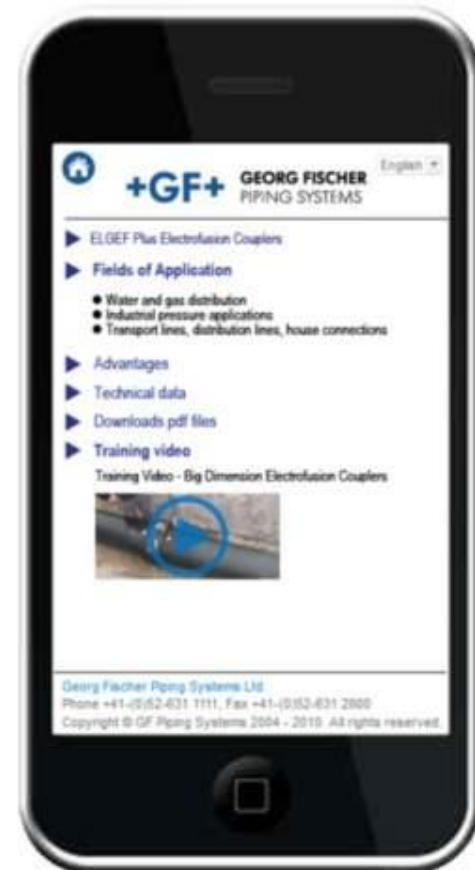 English
+GF+ GEORG FISCHER
PIPING SYSTEMS
ELGEF Plus Electrofusion Couplers
Fields of Application
Water and gas distribution
Industrial pressure applications
Transport lines, distribution lines, house connections
Advantages
Technical data
Downloads pdf files
Training video
Training Video - Big Dimension Electrofusion Couplers
Georg Fischer Piping Systems Ltd
Phone +41-(0)52-631 1111, Fax +41-(0)52-631 2800
Copyright © GF Piping Systems 2004 - 2010 All rights reserved.